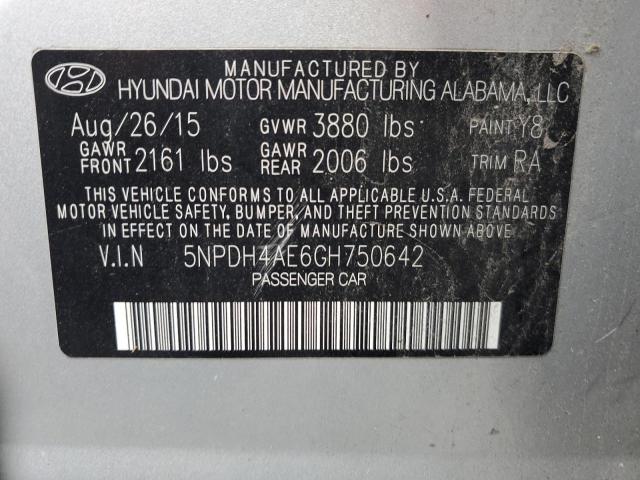 MANUFACTURED BY
HYUNDAI MOTOR MANUFACTURING ALABAMA, LLC
Aug/26/15 GVWR 3880 lbs PAINT Y8
GAWR FRONT 2161 lbs GAWR REAR 2006 lbs TRIM RA
THIS VEHICLE CONFORMS TO ALL APPLICABLE U.S.A. FEDERAL
MOTOR VEHICLE SAFETY, BUMPER, AND THEFT PREVENTION STANDARDS
IN EFFECT ON THE DATE OF MANUFACTURE SHOWN ABOVE.
V.I.N 5NPDH4AE6GH750642
PASSENGER CAR